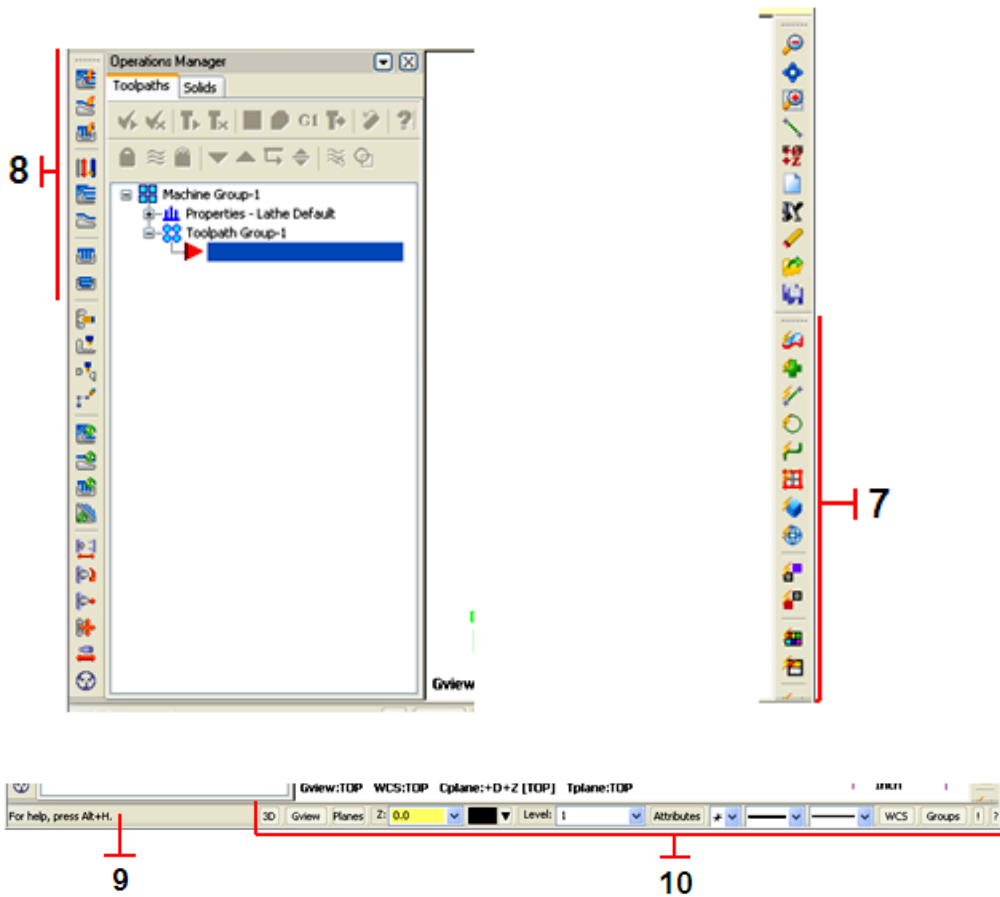 Operations Manager
Toolpaths Solids
G1
8
Machine Group-1
Properties - Lathe Default
Toolpath Group-1
7
Gview
Gview:TOP WCS:TOP Cplane:+D+Z [TOP] Tplane:TOP
For help, press Alt+H.
3D Gview Planes Z: 0.0 Level: 1 Attributes WCS Groups ! ?
9
10